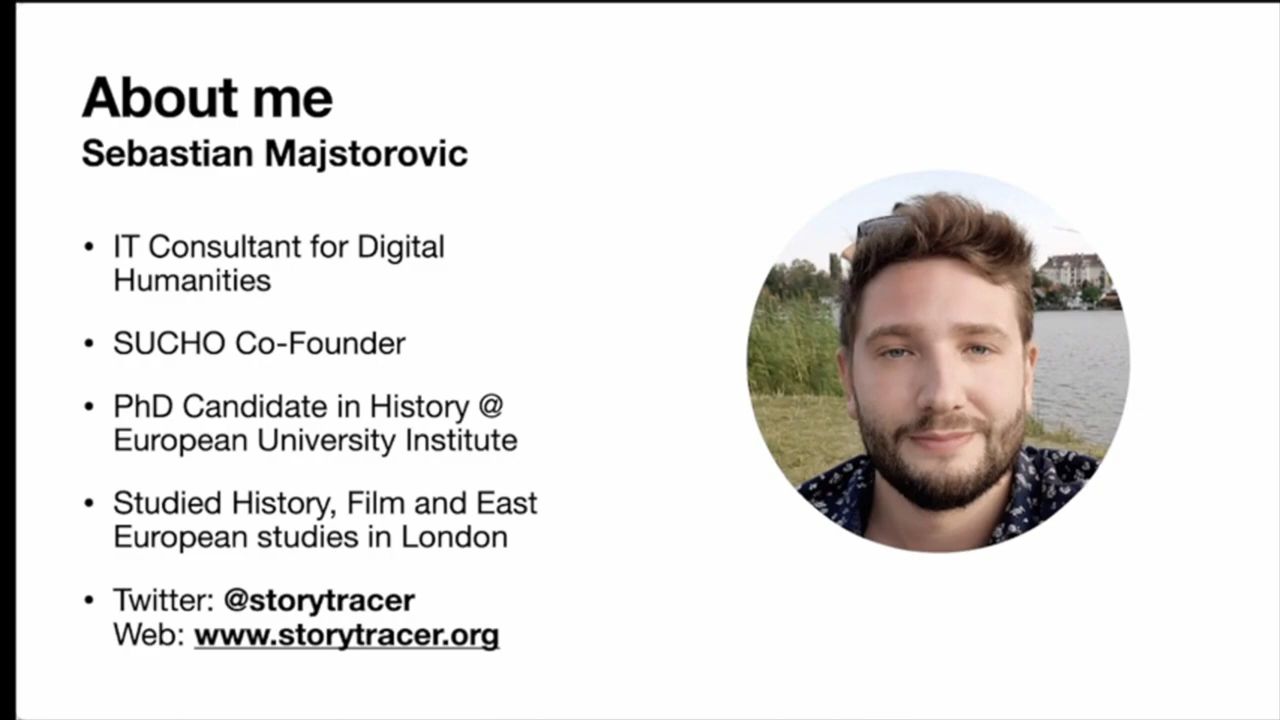 About me
Sebastian Majstorovic
• IT Consultant for Digital
Humanities
• SUCHO Co-Founder
• PhD Candidate in History @
European University Institute
• Studied History, Film and East
European studies in London
• Twitter: @storytracer
Web: www.storytracer.org